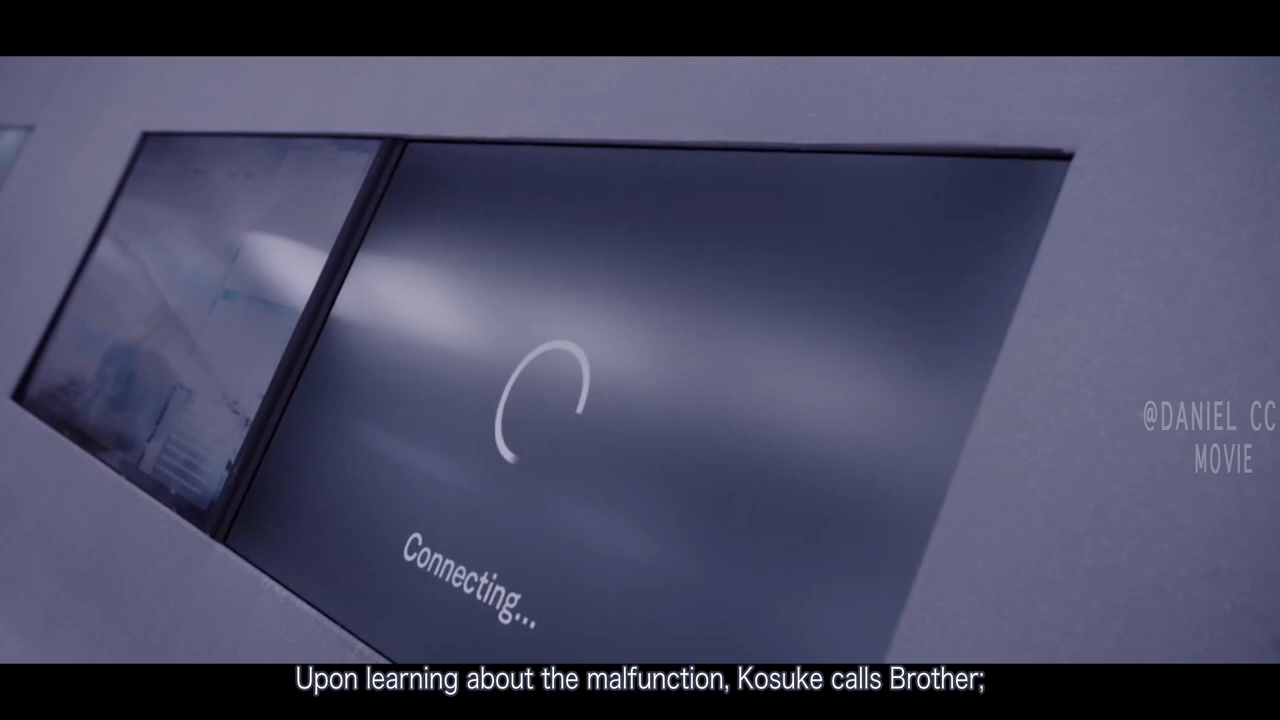 @DANIEL CC
MOVIE
Connecting...
Upon learning about the malfunction, Kosuke calls Brother;